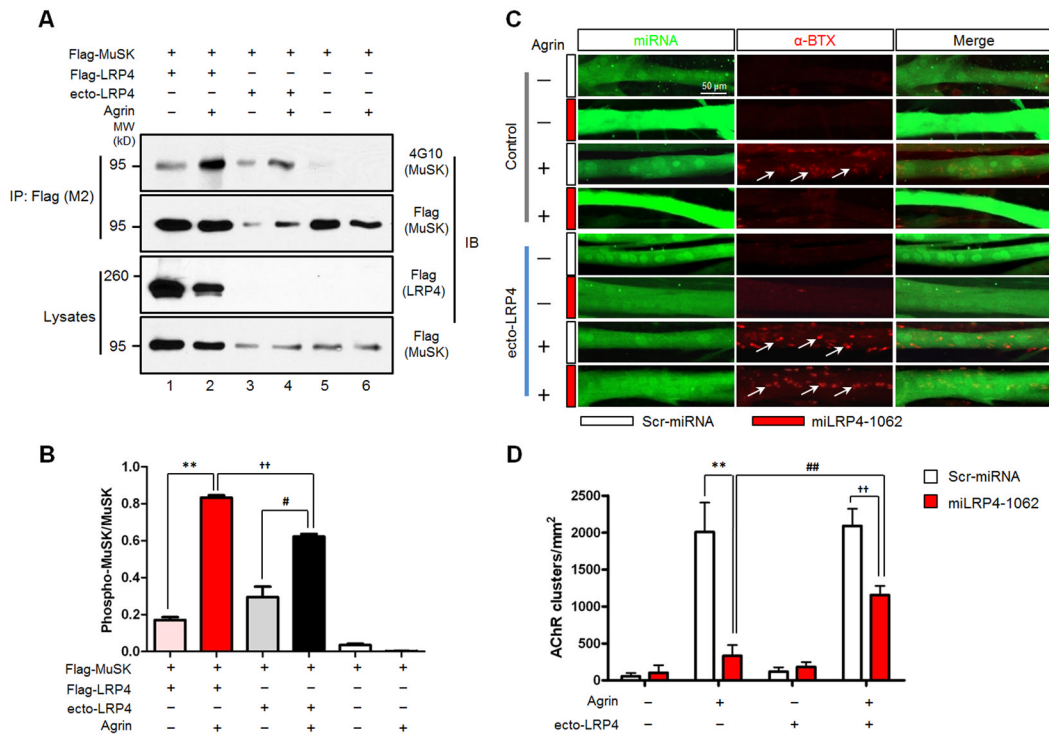 A
Flag-MuSK + + + + + +
Flag-LRP4 + + – – – –
ecto-LRP4 – – + + – –
Agrin – + – + – +
MW
(kD)
IP: Flag (M2)
95
4G10
(MuSK)
95
Flag
(MuSK)
IB
Lysates
260
Flag
(LRP4)
95
Flag
(MuSK)
1 2 3 4 5 6
B
Phospho-MuSK/MuSK
1.0
0.8
0.6
0.4
0.2
0.0
** †† #
Flag-MuSK + + + + + +
Flag-LRP4 + + – – – –
ecto-LRP4 – – + + – –
Agrin – + – + – +
C
Agrin miRNA α-BTX Merge
Control
–
50 μm
–
+
+
ecto-LRP4
–
–
+
+
Scr-miRNA miLRP4-1062
D
AChR clusters/mm²
2500
2000
1500
1000
500
0
** ## ††
Scr-miRNA
miLRP4-1062
Agrin – + – +
ecto-LRP4 – – + +